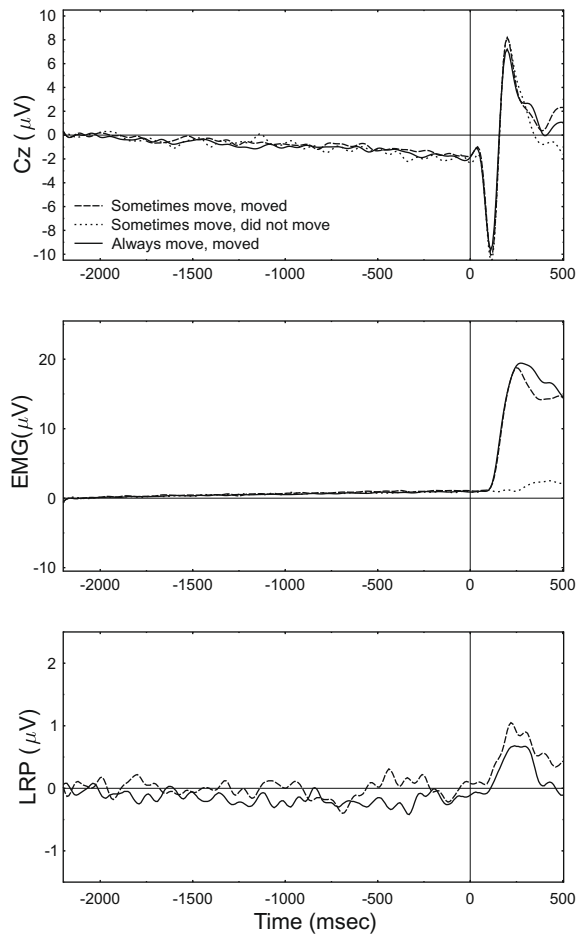 10
8
6
4
2
0
-2
-4
-6
-8
-10
Cz (μV)
Sometimes move, moved
Sometimes move, did not move
Always move, moved
-2000 -1500 -1000 -500 0 500
20
10
0
-10
EMG(μV)
-2000 -1500 -1000 -500 0 500
2
1
0
-1
LRP (μV)
-2000 -1500 -1000 -500 0 500
Time (msec)